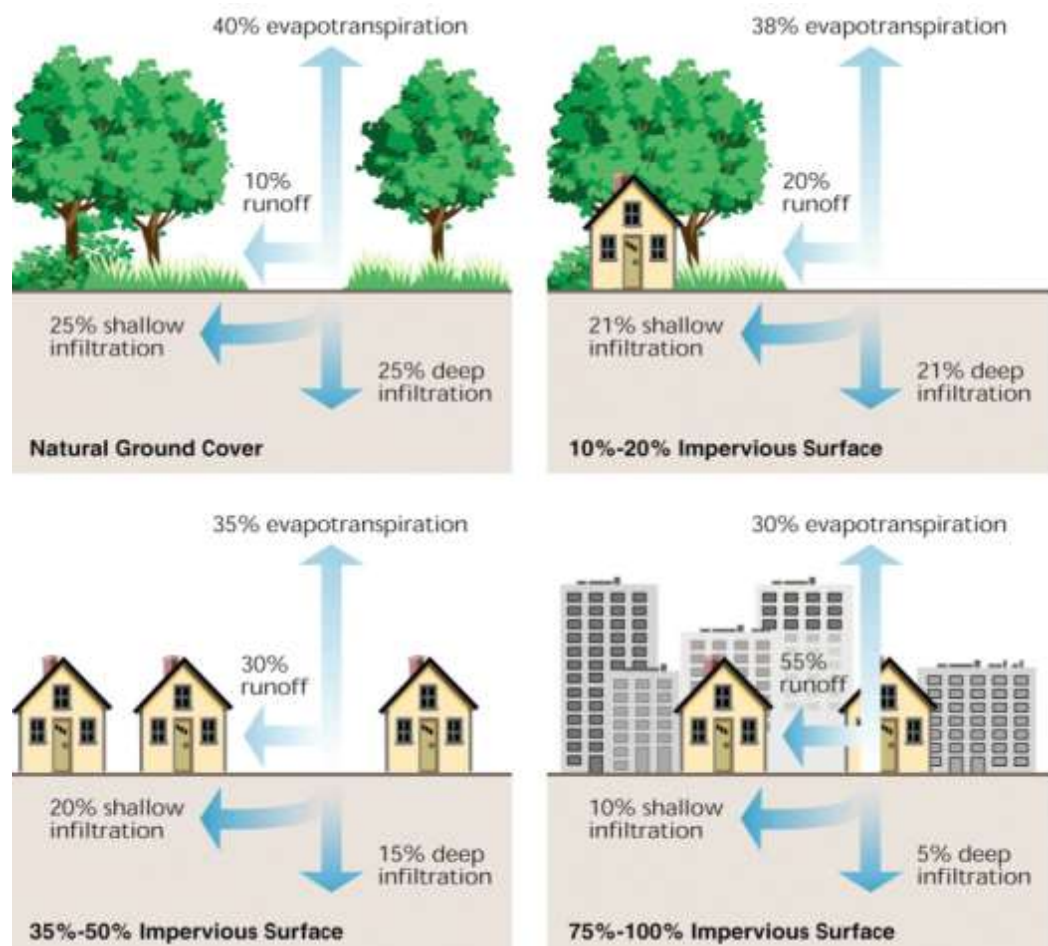 40% evapotranspiration
10%
runoff
25% shallow
infiltration
25% deep
infiltration
Natural Ground Cover
38% evapotranspiration
20%
runoff
21% shallow
infiltration
21% deep
infiltration
10%-20% Impervious Surface
35% evapotranspiration
30%
runoff
20% shallow
infiltration
15% deep
infiltration
35%-50% Impervious Surface
30% evapotranspiration
55%
runoff
10% shallow
infiltration
5% deep
infiltration
75%-100% Impervious Surface